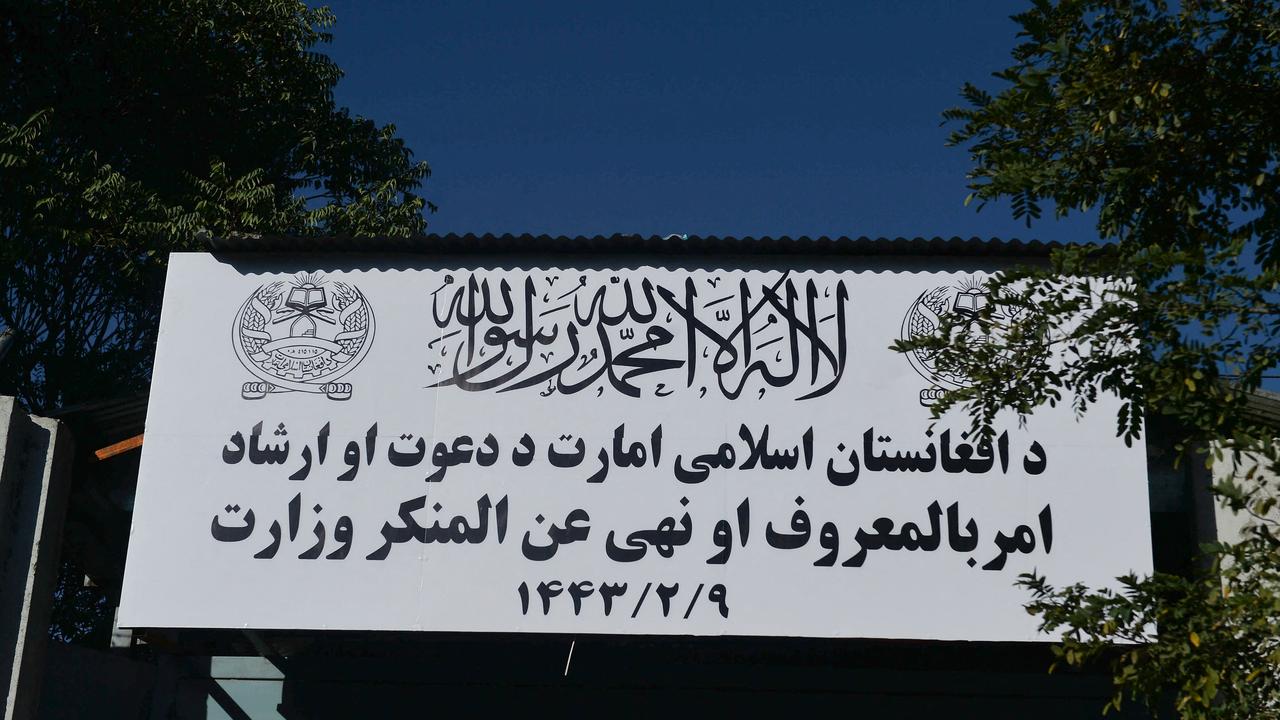 لا اله الا الله محمد رسول الله
د افغانستان اسلامی امارت د دعوت او ارشاد
امر بالمعروف او نهی عن المنکر وزارت
۱۴۴۳/۲/۹